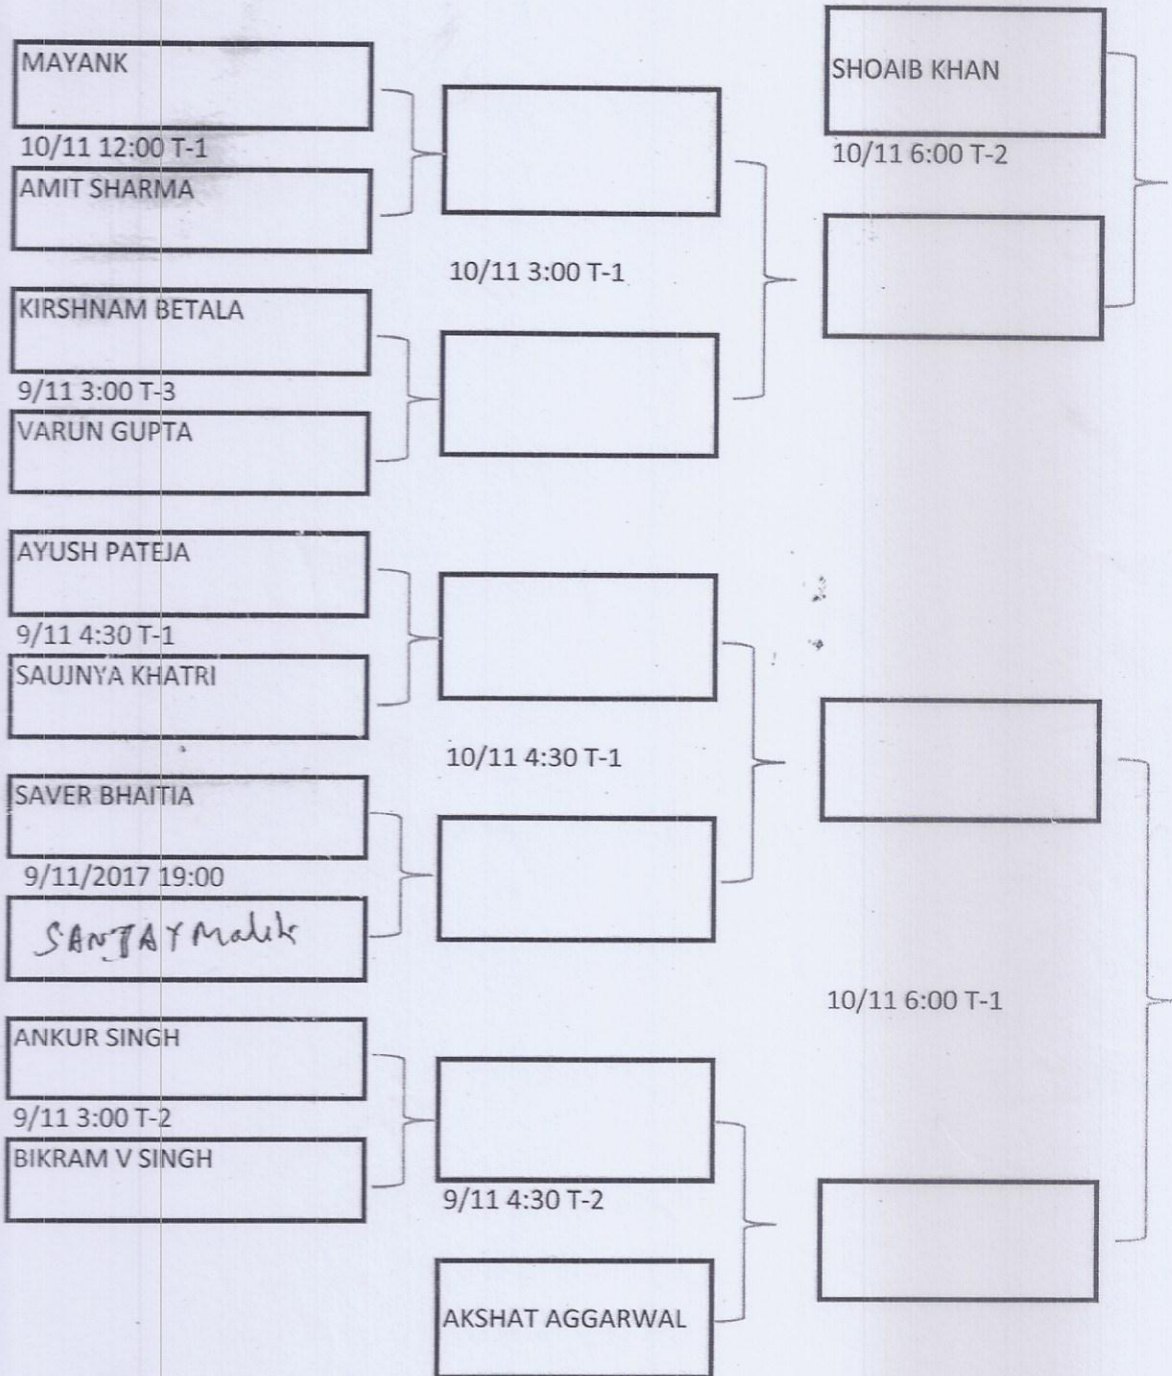 MAYANK
10/11 12:00 T-1
AMIT SHARMA
KIRSHNAM BETALA
9/11 3:00 T-3
VARUN GUPTA
AYUSH PATEJA
9/11 4:30 T-1
SAUJNYA KHATRI
SAVER BHAITIA
9/11/2017 19:00
SANJAY Malik
ANKUR SINGH
9/11 3:00 T-2
BIKRAM V SINGH
10/11 3:00 T-1
10/11 4:30 T-1
9/11 4:30 T-2
AKSHAT AGGARWAL
SHOAIB KHAN
10/11 6:00 T-2
10/11 6:00 T-1